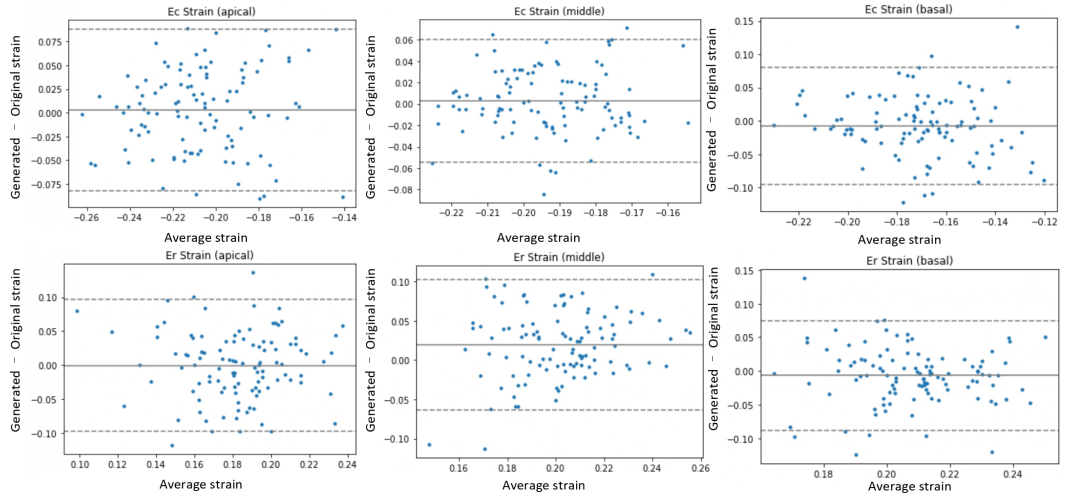 Ec Strain (apical)
Generated − Original strain
0.075
0.050
0.025
0.000
−0.025
−0.050
−0.075
−0.26 −0.24 −0.22 −0.20 −0.18 −0.16 −0.14
Average strain
Ec Strain (middle)
Generated − Original strain
0.06
0.04
0.02
0.00
−0.02
−0.04
−0.06
−0.08
−0.22 −0.21 −0.20 −0.19 −0.18 −0.17 −0.16
Average strain
Ec Strain (basal)
Generated − Original strain
0.15
0.10
0.05
0.00
−0.05
−0.10
−0.22 −0.20 −0.18 −0.16 −0.14 −0.12
Average strain
Er Strain (apical)
Generated − Original strain
0.10
0.05
0.00
−0.05
−0.10
0.10 0.12 0.14 0.16 0.18 0.20 0.22 0.24
Average strain
Er Strain (middle)
Generated − Original strain
0.10
0.05
0.00
−0.05
−0.10
0.16 0.18 0.20 0.22 0.24 0.26
Average strain
Er Strain (basal)
Generated − Original strain
0.15
0.10
0.05
0.00
−0.05
−0.10
0.18 0.20 0.22 0.24
Average strain